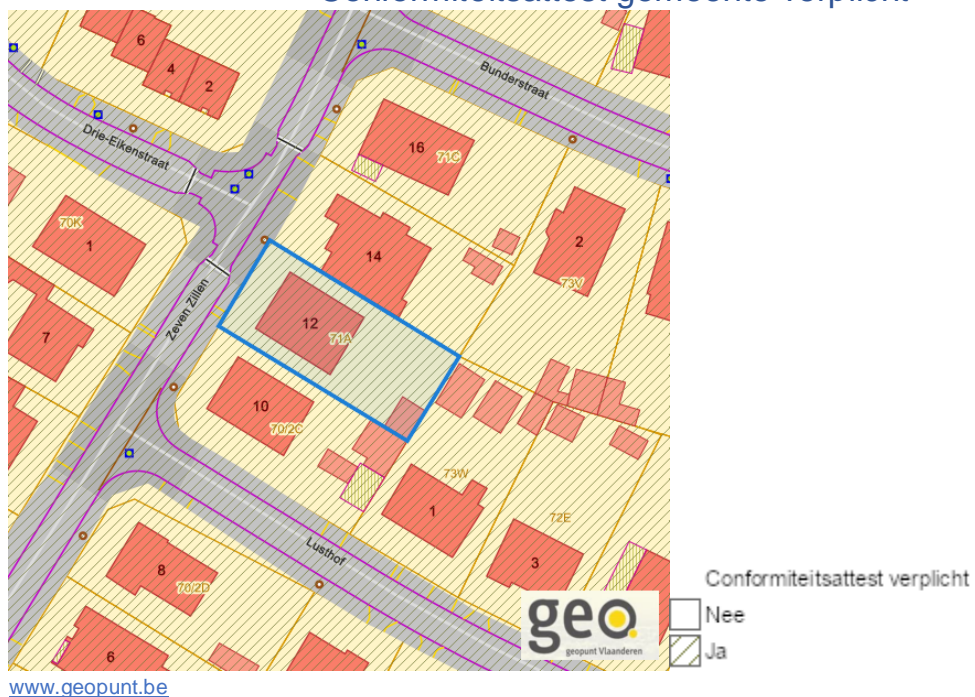 Conformiteitsattest gemeente verplicht
6
4
2
Bunderstraat
Drie-Eikenstraat
16
71C
70K
1
2
14
73V
Zeven Zillen
12
71A
7
10
70/2C
73W
1
72E
Lusthof
3
8
70/2D
6
geo
geopunt Vlaanderen
Conformiteitsattest verplicht
Nee
Ja
www.geopunt.be